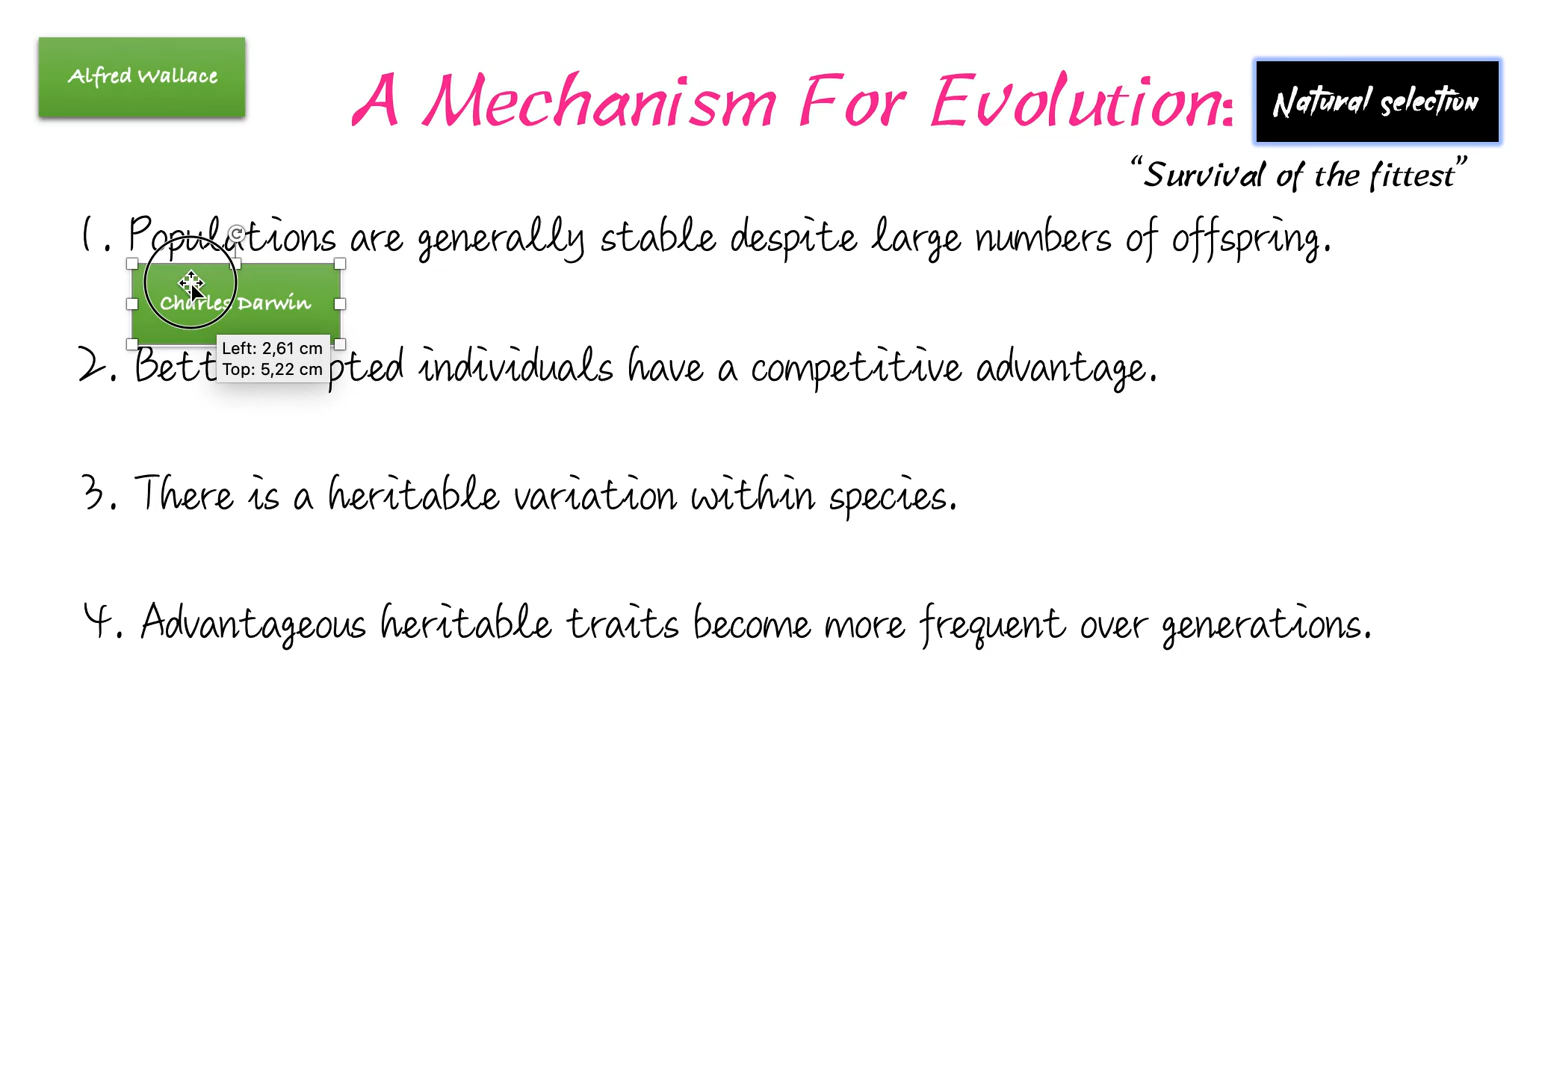 Alfred Wallace
A Mechanism For Evolution:
Natural selection
“Survival of the fittest”
1. Populations are generally stable despite large numbers of offspring.
Charles Darwin
Left: 2,61 cm
Top: 5,22 cm
2. individuals have a competitive advantage.
3. There is a heritable variation within species.
4. Advantageous heritable traits become more frequent over generations.